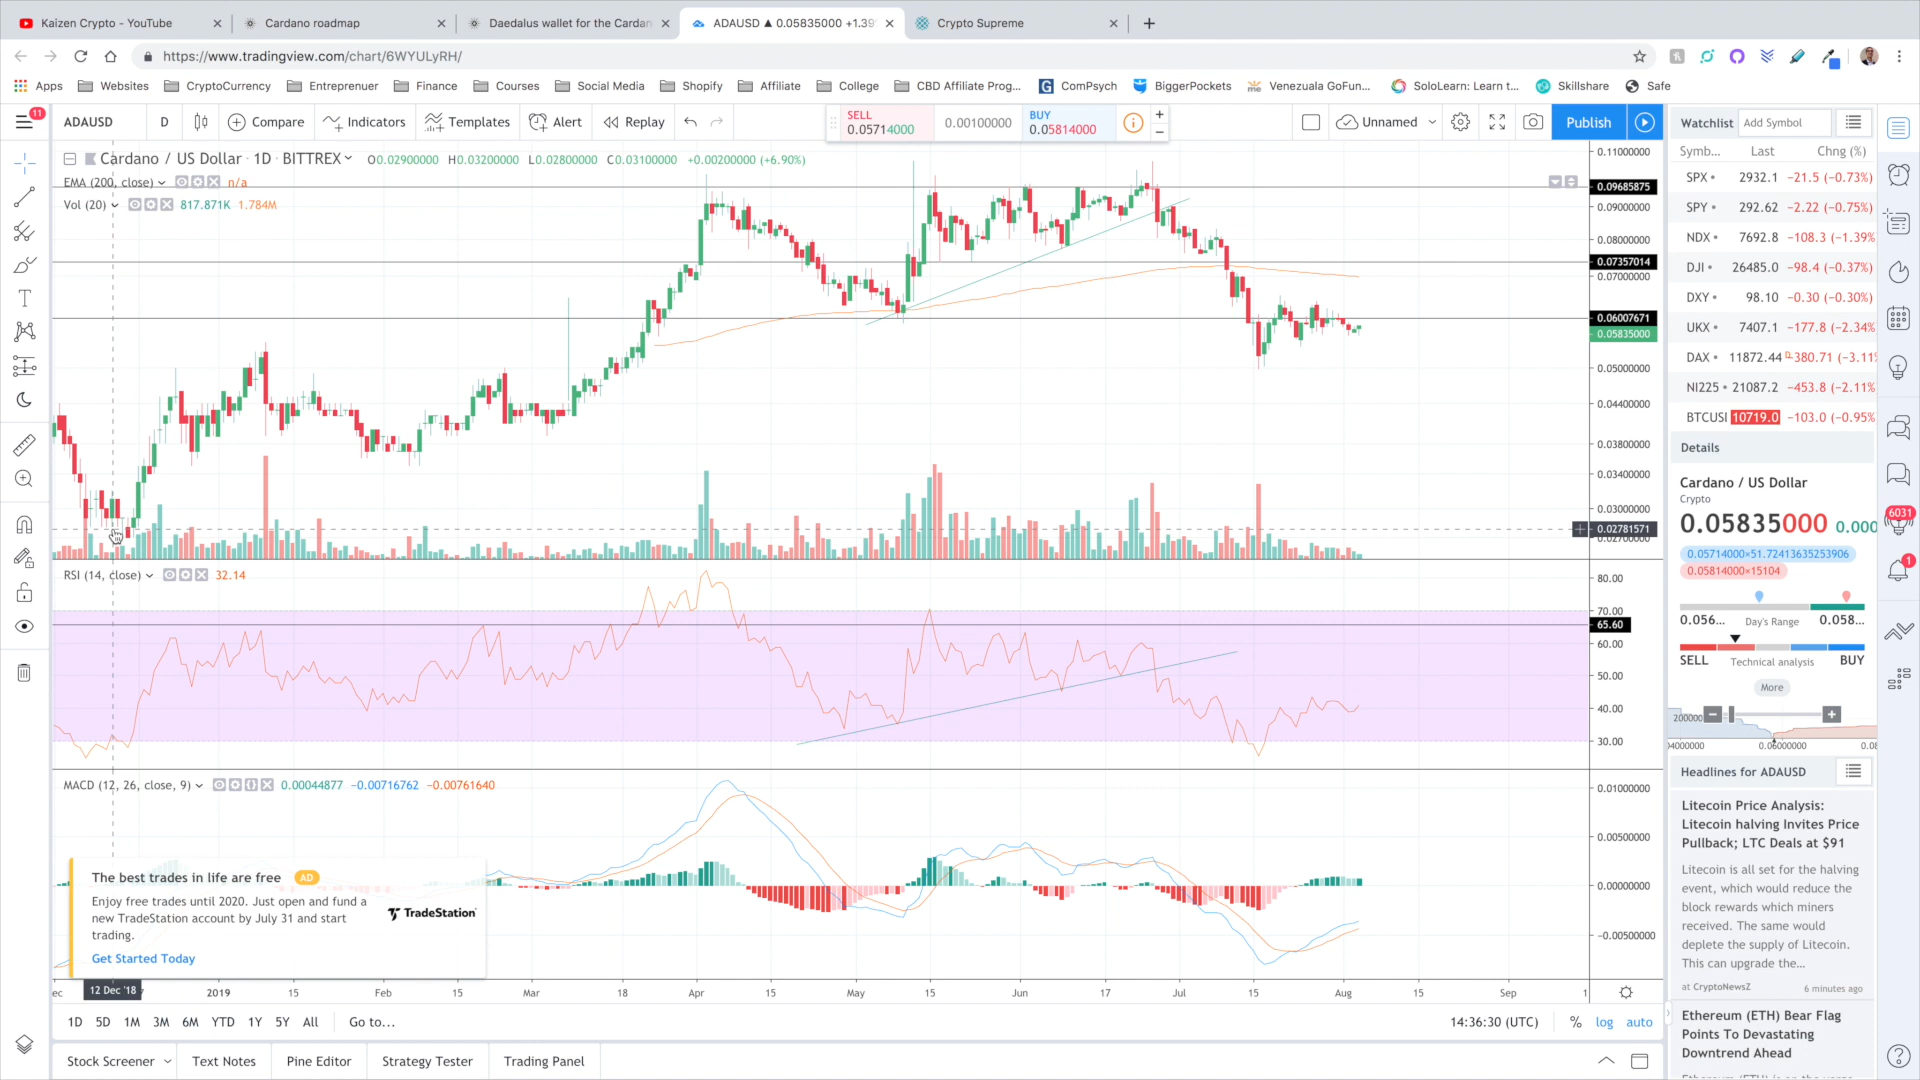 Kaizen Crypto - YouTube
Cardano roadmap
Daedalus wallet for the Cardan
ADAUSD ▲ 0.05835000 +1.39
Crypto Supreme
https://www.tradingview.com/chart/6WYULyRH/
Apps
Websites
CryptoCurrency
Entreprenuer
Finance
Courses
Social Media
Shopify
Affiliate
College
CBD Affiliate Prog...
ComPsych
BiggerPockets
Venezuala GoFun...
SoloLearn: Learn t...
Skillshare
Safe
11
ADAUSD
D
Compare
Indicators
Templates
Alert
Replay
SELL
0.05714000
0.00100000
BUY
0.05814000
Unnamed
Publish
Cardano / US Dollar · 1D · BITTREX
O0.02900000 H0.03200000 L0.02800000 C0.03100000 +0.00200000 (+6.90%)
EMA (200, close)
n/a
Vol (20)
817.871K 1.784M
0.11000000
0.09685875
0.09000000
0.08000000
0.07357014
0.07000000
0.06007671
0.05835000
0.05000000
0.04400000
0.03800000
0.03400000
0.03000000
0.02781571
RSI (14, close)
32.14
80.00
70.00
65.60
60.00
50.00
40.00
30.00
MACD (12, 26, close, 9)
0.00044877 −0.00716762 −0.00761640
0.01000000
0.00500000
0.00000000
−0.00500000
The best trades in life are free
AD
Enjoy free trades until 2020. Just open and fund a
new TradeStation account by July 31 and start
trading.
TradeStation
Get Started Today
ec
12 Dec '18
2019
15
Feb
15
Mar
18
Apr
15
May
15
Jun
17
Jul
15
Aug
15
Sep
1
1D 5D 1M 3M 6M YTD 1Y 5Y All
Go to...
14:36:30 (UTC)
% log auto
Stock Screener
Text Notes
Pine Editor
Strategy Tester
Trading Panel
Watchlist
Add Symbol
Symb... Last Chng (%)
SPX 2932.1 −21.5 (−0.73%)
SPY 292.62 −2.22 (−0.75%)
NDX 7692.8 −108.3 (−1.39%
DJI 26485.0 −98.4 (−0.37%)
DXY 98.10 −0.30 (−0.30%)
UKX 7407.1 −177.8 (−2.34%
DAX 11872.44 D −380.71 (−3.11%
NI225 21087.2 −453.8 (−2.11%
BTCUSI 10719.0 −103.0 (−0.95%
Details
Cardano / US Dollar
Crypto
0.05835000 0.000
0.05714000×51.72413635253906
0.05814000×15104
0.056... Day's Range 0.058...
SELL Technical analysis BUY
More
200000
0.06000000
Headlines for ADAUSD
Litecoin Price Analysis:
Litecoin halving Invites Price
Pullback; LTC Deals at $91
Litecoin is all set for the halving
event, which would reduce the
block rewards which miners
received. The same would
deplete the supply of Litecoin.
This can upgrade the...
at CryptoNewsZ
6 minutes ago
Ethereum (ETH) Bear Flag
Points To Devastating
Downtrend Ahead
6031
1